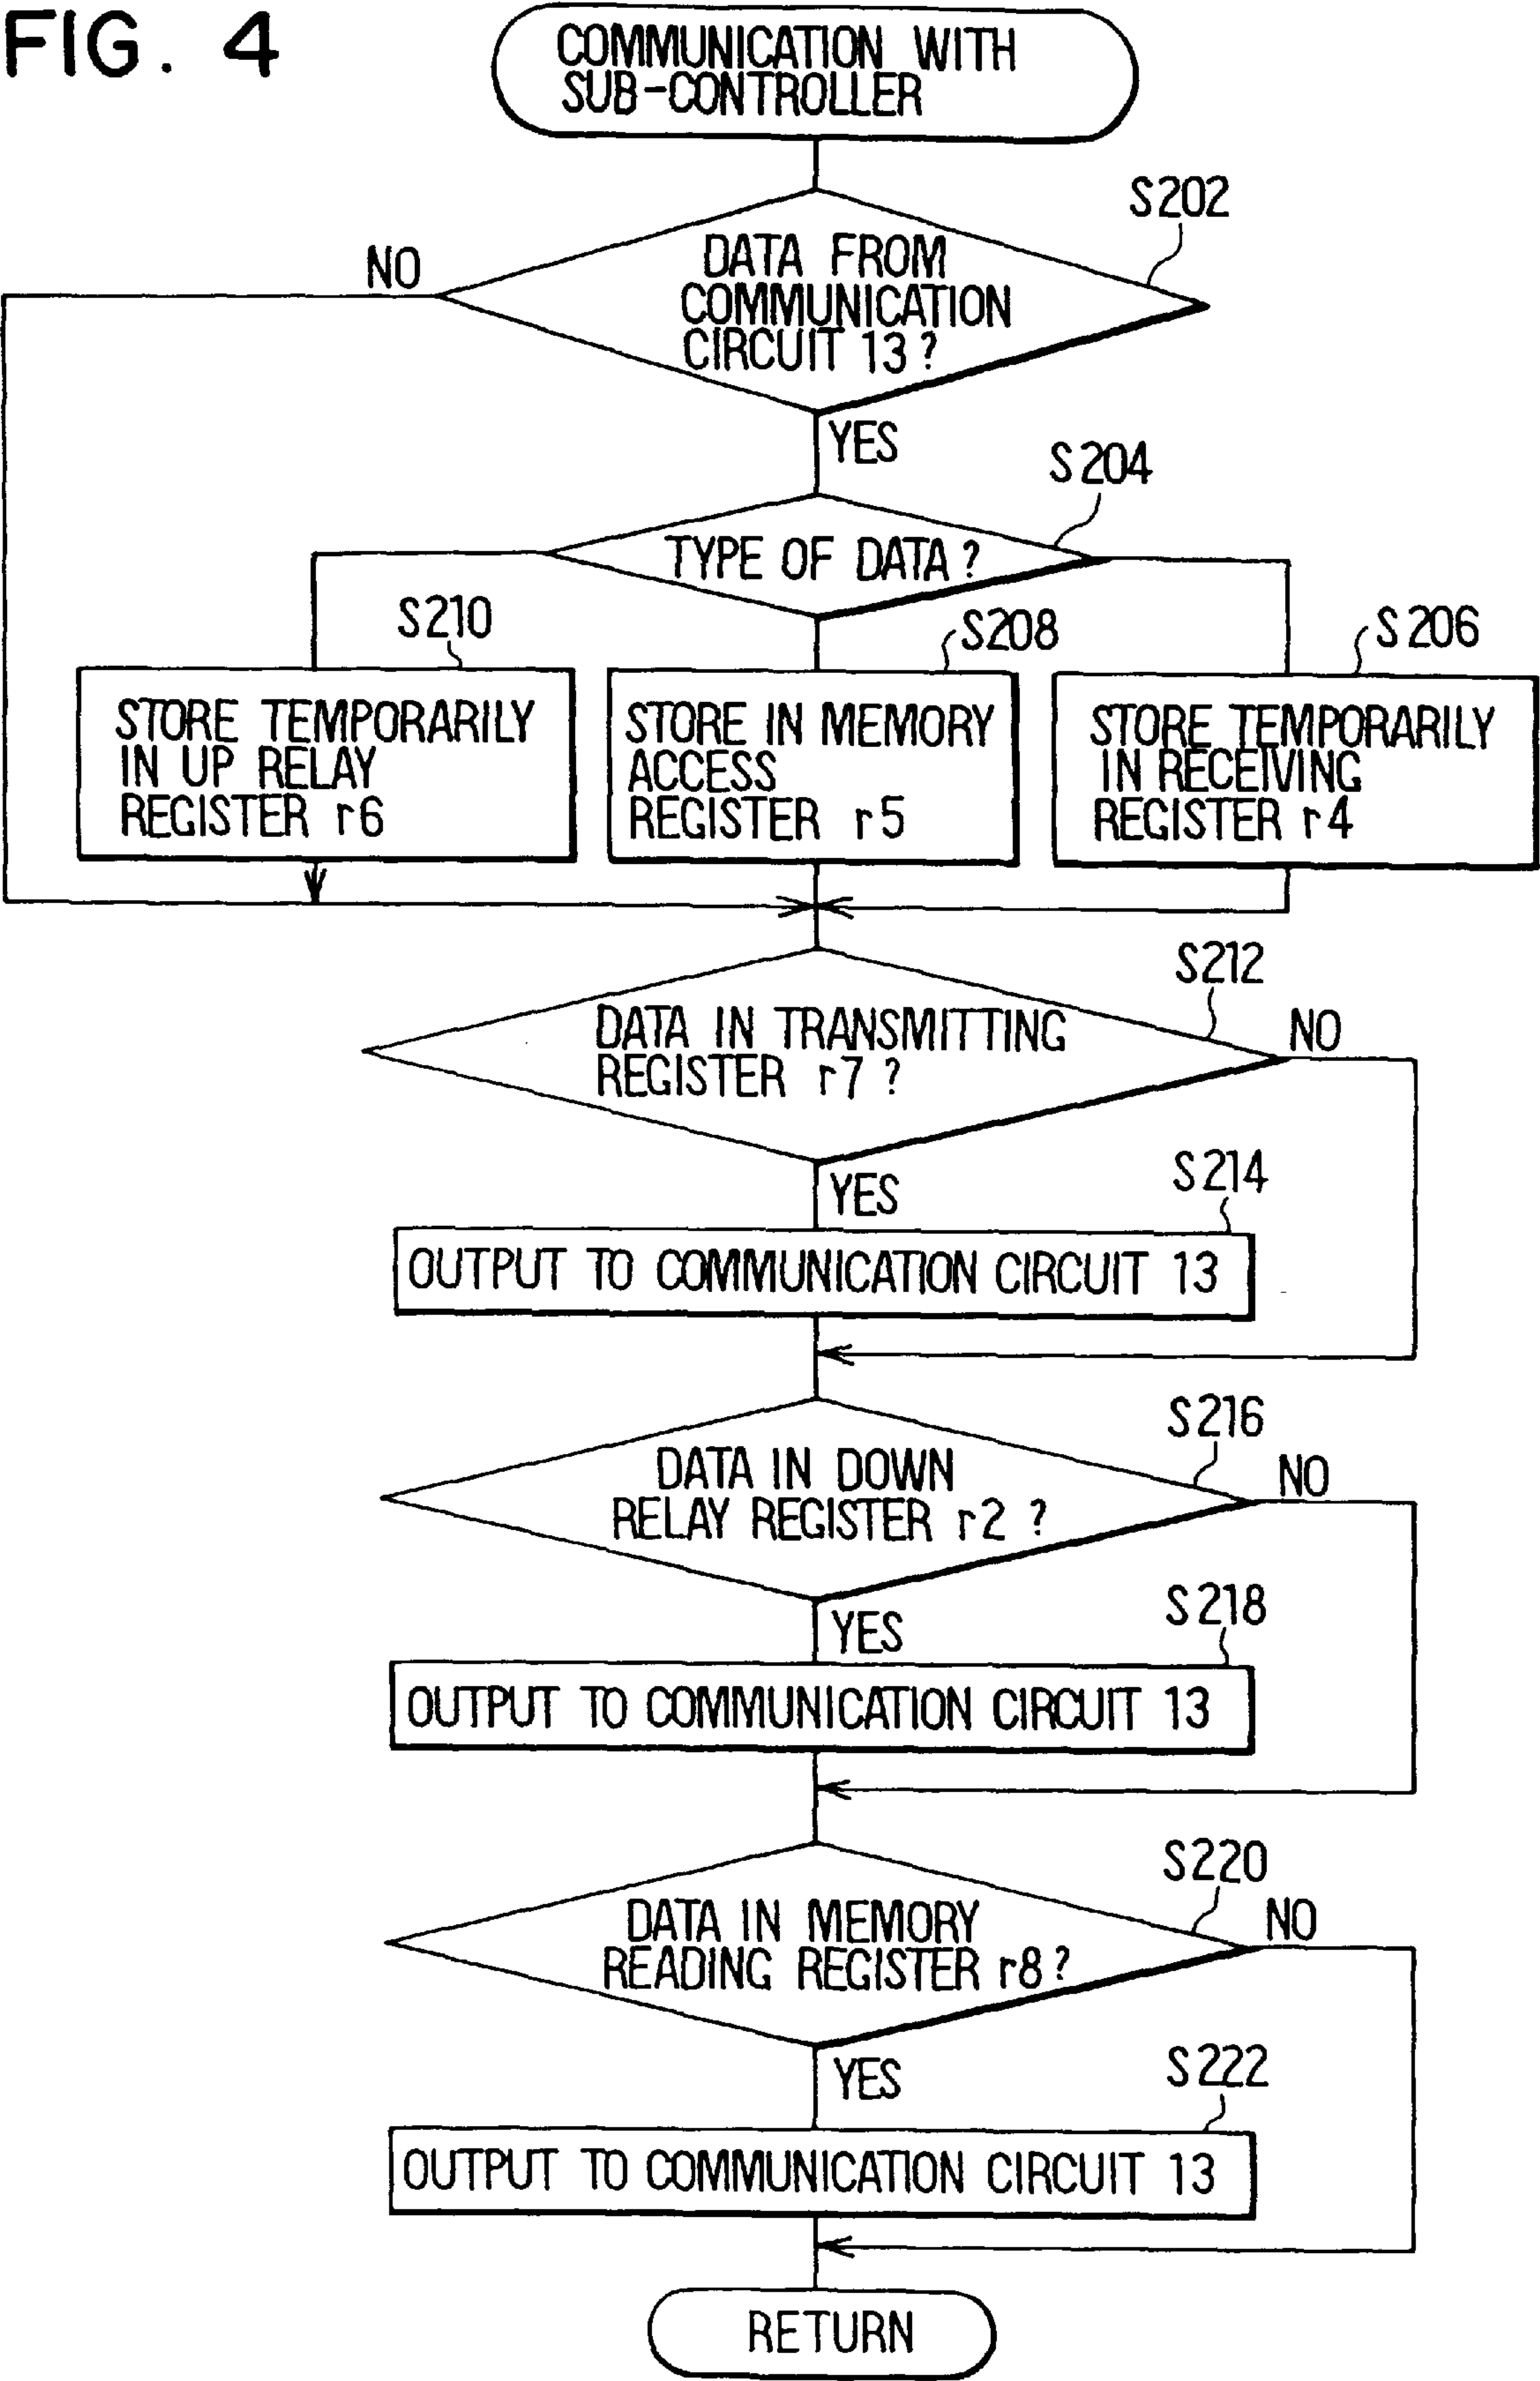 FIG. 4
COMMUNICATION WITH
SUB-CONTROLLER
S202
DATA FROM
COMMUNICATION
CIRCUIT 13?
NO
YES
S204
TYPE OF DATA?
S210
STORE TEMPORARILY
IN UP RELAY
REGISTER r6
S208
STORE IN MEMORY
ACCESS
REGISTER r5
S206
STORE TEMPORARILY
IN RECEIVING
REGISTER r4
S212
DATA IN TRANSMITTING
REGISTER r7 ?
NO
YES
S214
OUTPUT TO COMMUNICATION CIRCUIT 13
S216
DATA IN DOWN
RELAY REGISTER r2 ?
NO
YES
S218
OUTPUT TO COMMUNICATION CIRCUIT 13
S220
DATA IN MEMORY
READING REGISTER r8?
NO
YES
S222
OUTPUT TO COMMUNICATION CIRCUIT 13
RETURN